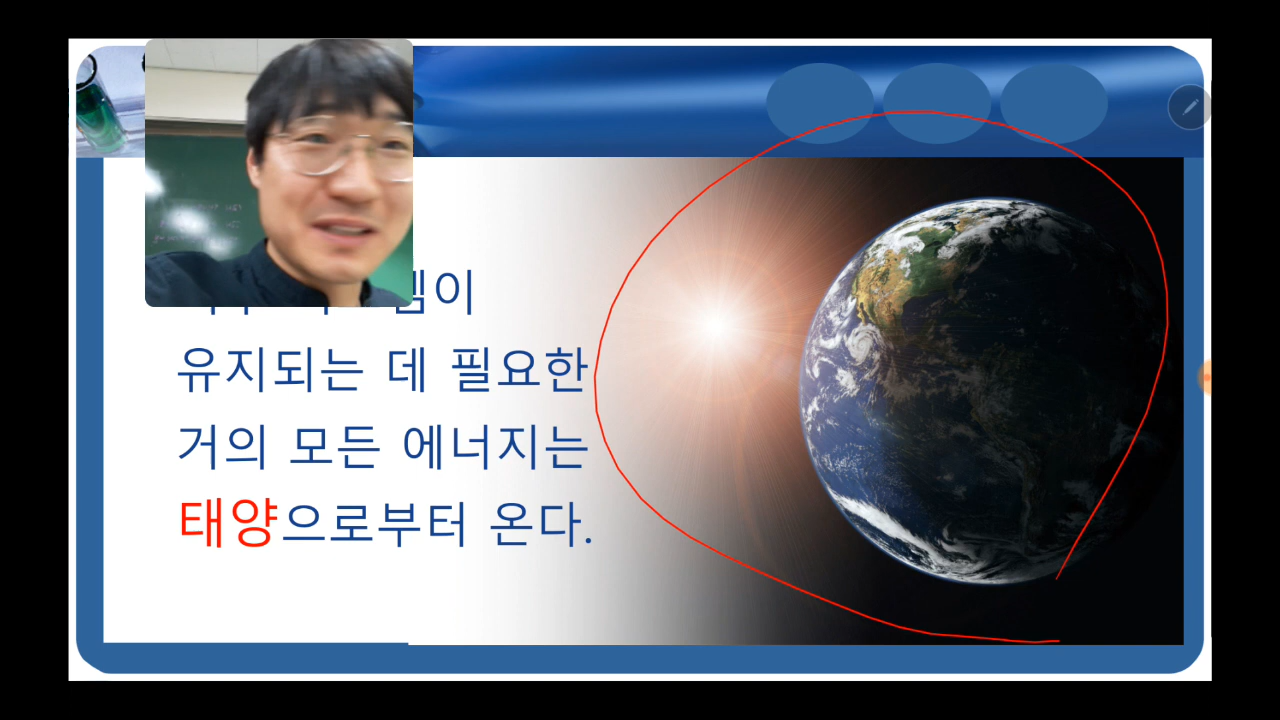 유지되는 데 필요한
거의 모든 에너지는
태양으로부터 온다.